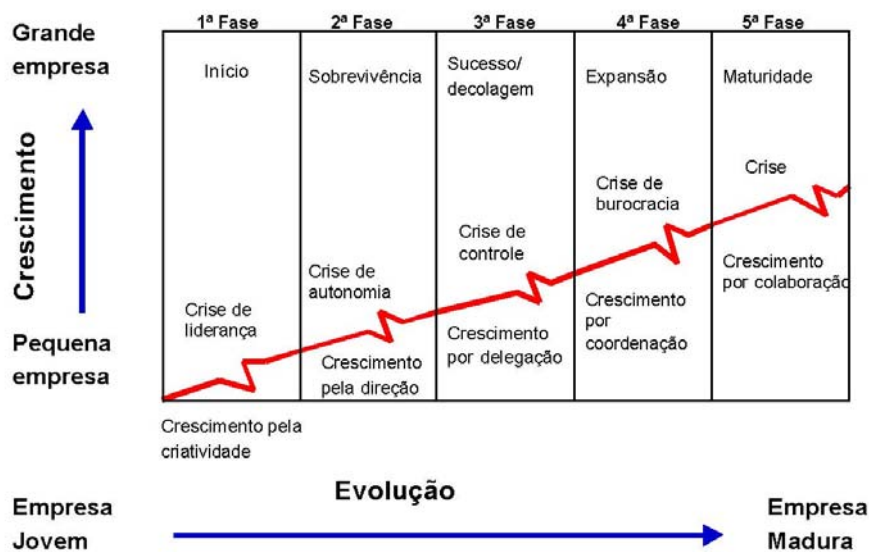 1ª Fase
2ª Fase
3ª Fase
4ª Fase
5ª Fase
Grande
empresa
Início
Sobrevivência
Sucesso/
decolagem
Expansão
Maturidade
Crescimento
Crise de
liderança
Crise de
autonomia
Crise de
controle
Crise de
burocracia
Crise
Pequena
empresa
Crescimento pela
criatividade
Crescimento
pela direção
Crescimento
por delegação
Crescimento
por
coordenação
Crescimento
por colaboração
Evolução
Empresa
Jovem
Empresa
Madura